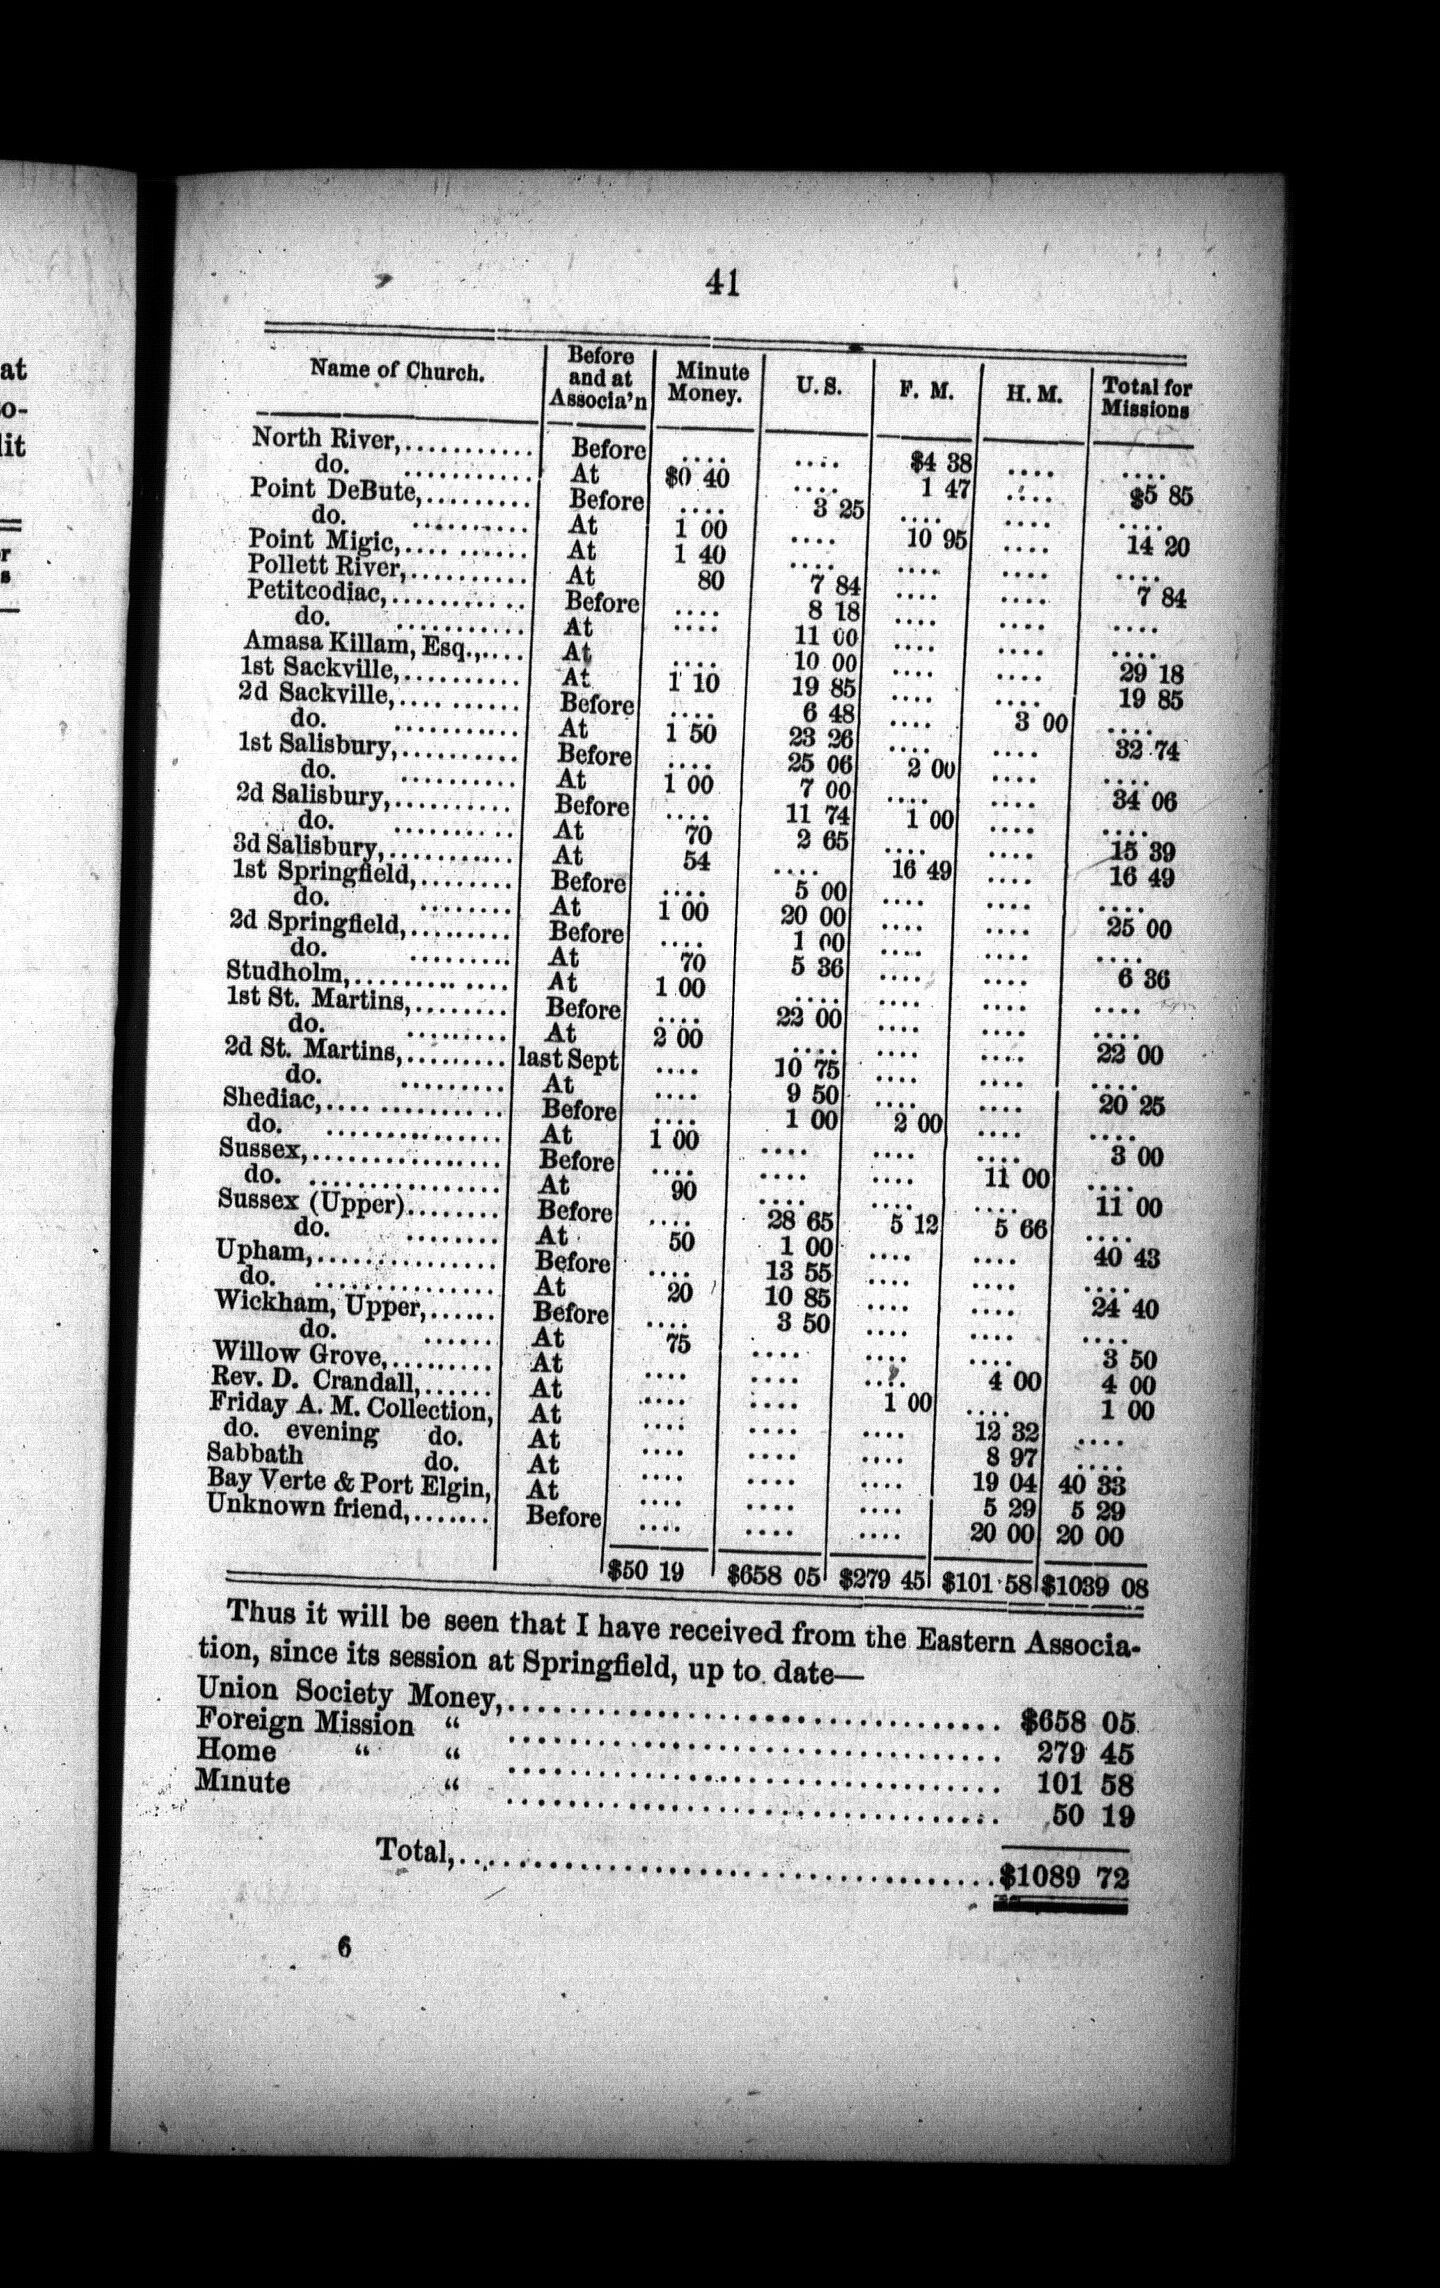 at
o-
lit
r
s
41
Name of Church. Before and at Associa'n Minute Money. U. S. F. M. H. M. Total for Missions
North River,........... Before .... .... $4 38 .... ....
do. ........... At $0 40 .... 1 47 .... $5 85
Point DeBute,......... Before .... 3 25 .... .... ....
do. .......... At 1 00 .... 10 95 .... 14 20
Point Migic,........... At 1 40 .... .... .... ....
Pollett River,.......... At 80 7 84 .... .... 7 84
Petitcodiac,............ Before .... 8 18 .... .... ....
do. ........... At .... 11 00 .... .... ....
Amasa Killam, Esq.,.... At .... 10 00 .... .... 29 18
1st Sackville,.......... At 1 10 19 85 .... .... 19 85
2d Sackville,.......... Before .... 6 48 .... 3 00 ....
do. ........... At 1 50 23 26 .... .... 32 74
1st Salisbury,.......... Before .... 25 06 2 00 .... ....
do. .......... At 1 00 7 00 .... .... 34 06
2d Salisbury,.......... Before .... 11 74 1 00 .... ....
do. .......... At 70 2 65 .... .... 15 39
3d Salisbury,........... At 54 .... 16 49 .... 16 49
1st Springfield,........ Before .... 5 00 .... .... ....
do. ........ At 1 00 20 00 .... .... 25 00
2d Springfield,......... Before .... 1 00 .... .... ....
do. ......... At 70 5 36 .... .... 6 36
Studholm,.............. At 1 00 .... .... .... ....
1st St. Martins,........ Before .... 22 00 .... .... ....
do. ........ At 2 00 .... .... .... 22 00
2d St. Martins,......... last Sept .... 10 75 .... .... ....
do. ......... At .... 9 50 .... .... 20 25
Shediac,............... Before .... 1 00 2 00 .... ....
do. ............... At 1 00 .... .... .... 3 00
Sussex,................ Before .... .... .... 11 00 ....
do. ................ At 90 .... .... .... 11 00
Sussex (Upper)........ Before .... 28 65 5 12 5 66 ....
do. ........ At 50 1 00 .... .... 40 43
Upham,................ Before .... 13 55 .... .... ....
do. ............... At 20 10 85 .... .... 24 40
Wickham, Upper,...... Before .... 3 50 .... .... ....
do. ...... At 75 .... .... .... 3 50
Willow Grove,......... At .... .... .... 4 00 4 00
Rev. D. Crandall,...... At .... .... 1 00 .... 1 00
Friday A. M. Collection, At .... .... .... 12 32 ....
do. evening do. At .... .... .... 8 97 ....
Sabbath do. At .... .... .... 19 04 40 33
Bay Verte & Port Elgin, At .... .... .... 5 29 5 29
Unknown friend,....... Before .... .... .... 20 00 20 00
$50 19 $658 05 $279 45 $101 58 $1039 08
Thus it will be seen that I have received from the Eastern Associa-
tion, since its session at Springfield, up to date—
Union Society Money,................................. $658 05
Foreign Mission “ ................................ 279 45
Home “ “ ................................ 101 58
Minute “ ................................ 50 19
Total,................................... $1089 72
6